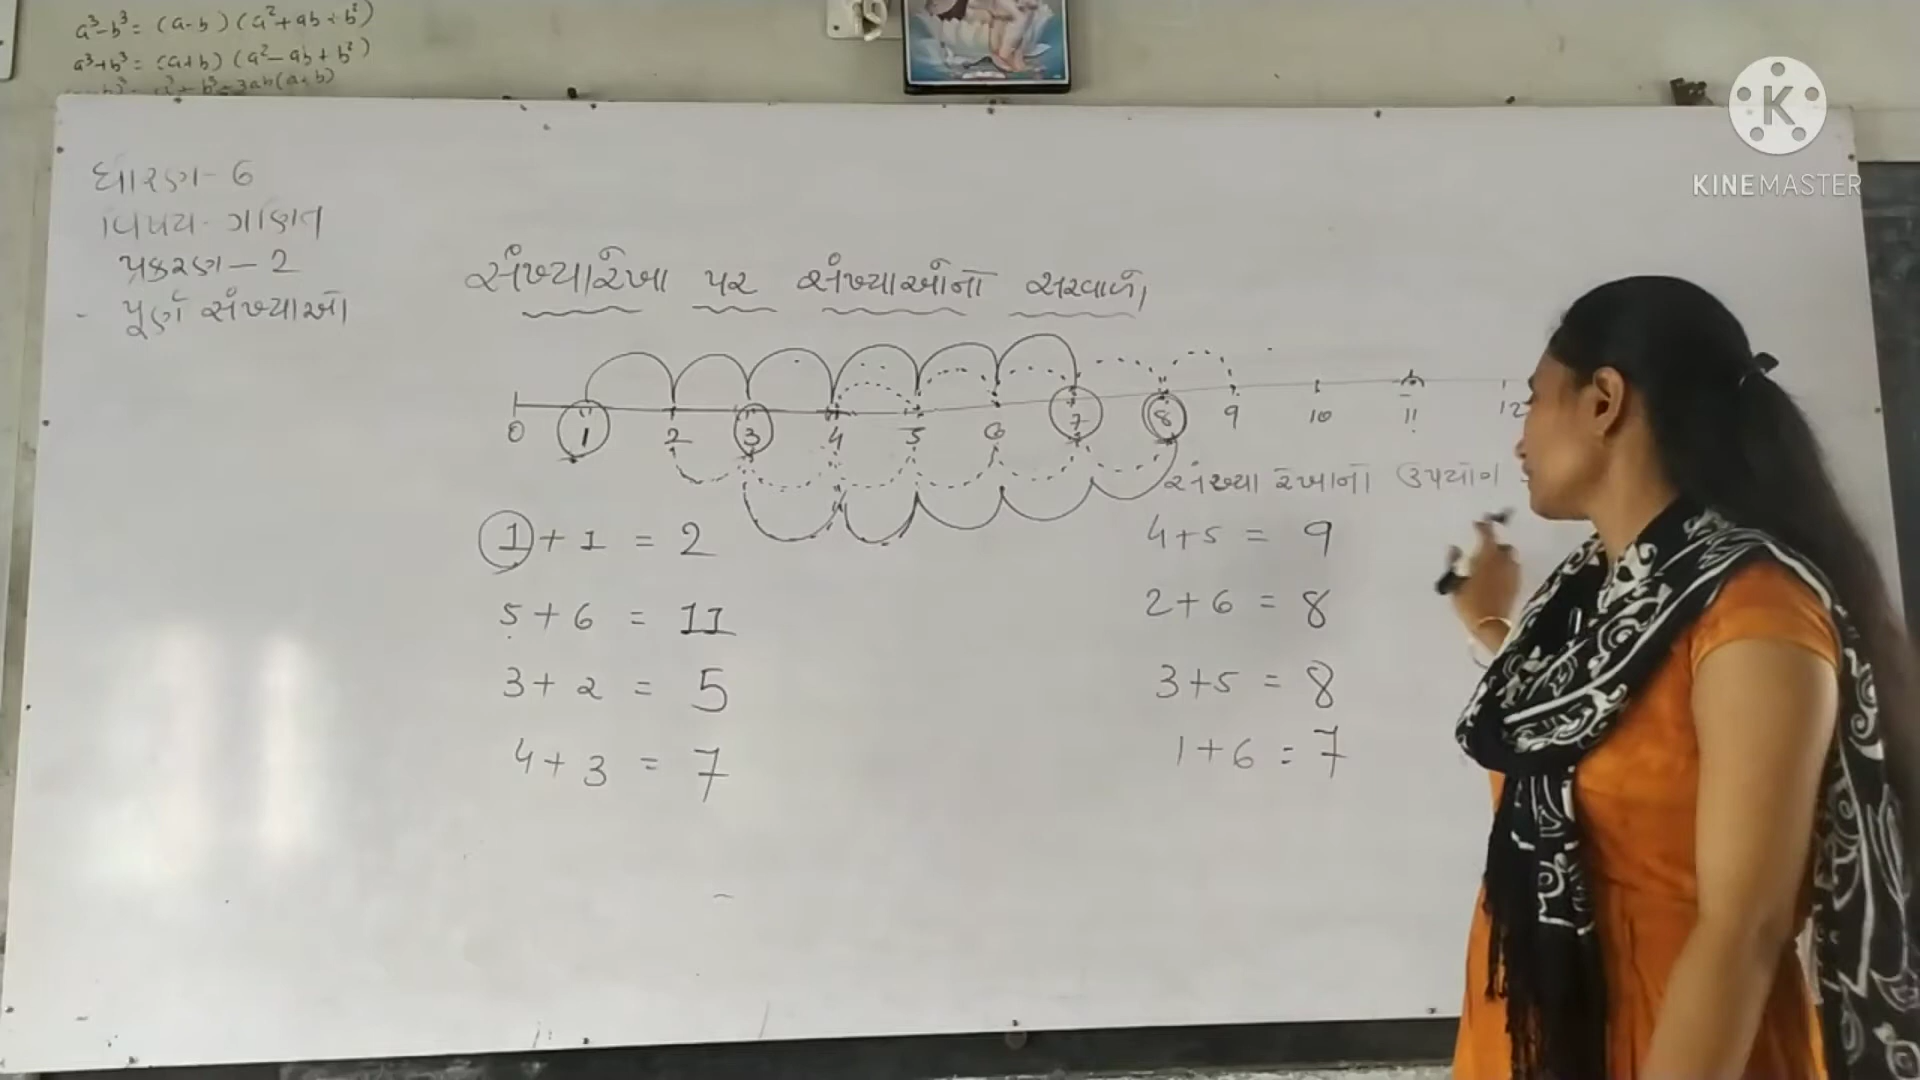 a³-b³ = (a-b) (a²+ab+b²)
a³+b³ = (a+b) (a²-ab+b²)
a³+b³+3ab(a+b)
KINEMASTER
ધોરણ- 6
વિષય- ગણિત
પ્રકરણ- 2
- પૂર્ણ સંખ્યાઓ
સંખ્યારેખા પર સંખ્યાઓનો સરવાળો
0 1 2 3 4 5 6 7 8 9 10 11 12
સંખ્યા રેખાનો ઉપયોગ
1 + 1 = 2
5 + 6 = 11
3 + 2 = 5
4 + 3 = 7
4+5 = 9
2+6 = 8
3+5 = 8
1+6 = 7